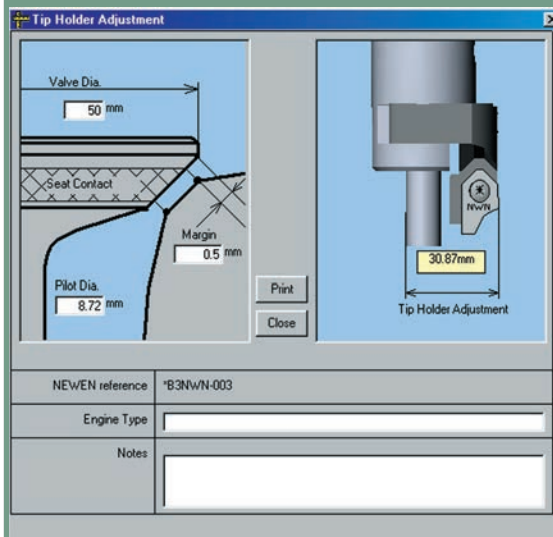 Tip Holder Adjustment
Valve Dia.
50 mm
Seat Contact
Margin
0.5 mm
Pilot Dia.
8.72 mm
Print
Close
NWN
30.87mm
Tip Holder Adjustment
NEWEN reference *B3NWN-003
Engine Type
Notes